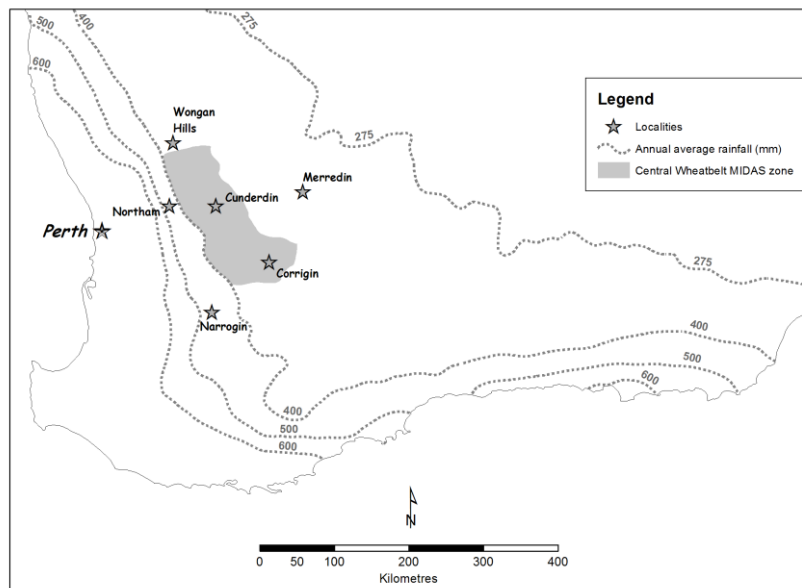 275
400
500
600
Wongan
Hills
275
Merredin
Northam
Cunderdin
Perth
Corrigin
Narrogin
275
400
500
600
400
500
600
Legend
Localities
Annual average rainfall (mm)
Central Wheatbelt MIDAS zone
N
0 50 100 200 300 400
Kilometres